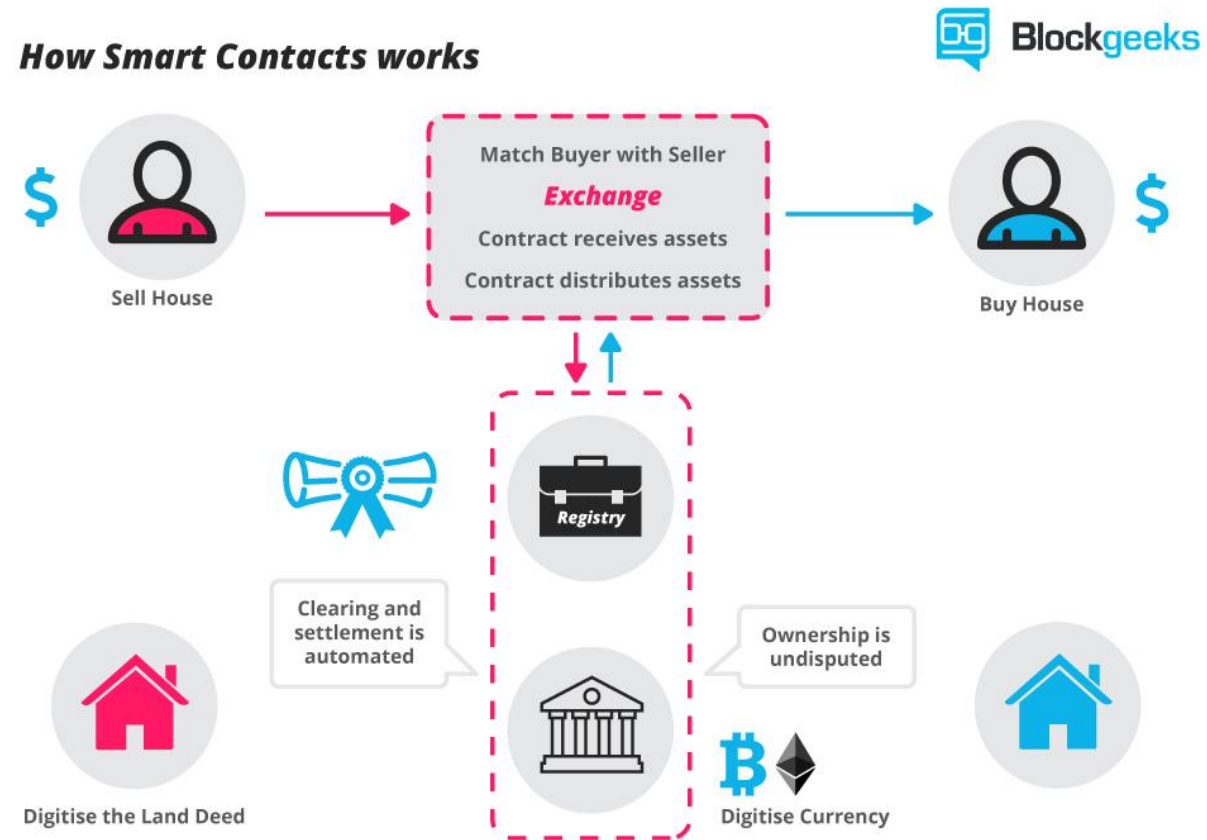 How Smart Contacts works
Blockgeeks
Match Buyer with Seller
Exchange
Contract receives assets
Contract distributes assets
$
$
Sell House
Buy House
Registry
Clearing and
settlement is
automated
Ownership is
undisputed
Digitise the Land Deed
Digitise Currency